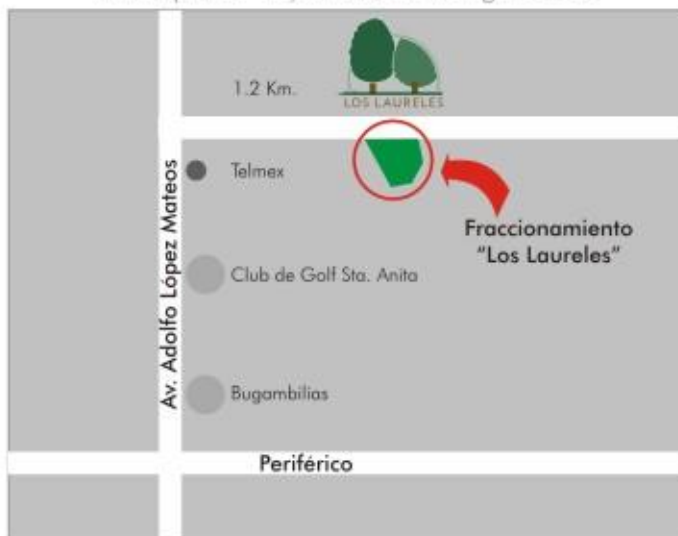 1.2 Km.
LOS LAURELES
Telmex
Fraccionamiento
"Los Laureles"
Club de Golf Sta. Anita
Av. Adolfo López Mateos
Bugambilias
Periférico